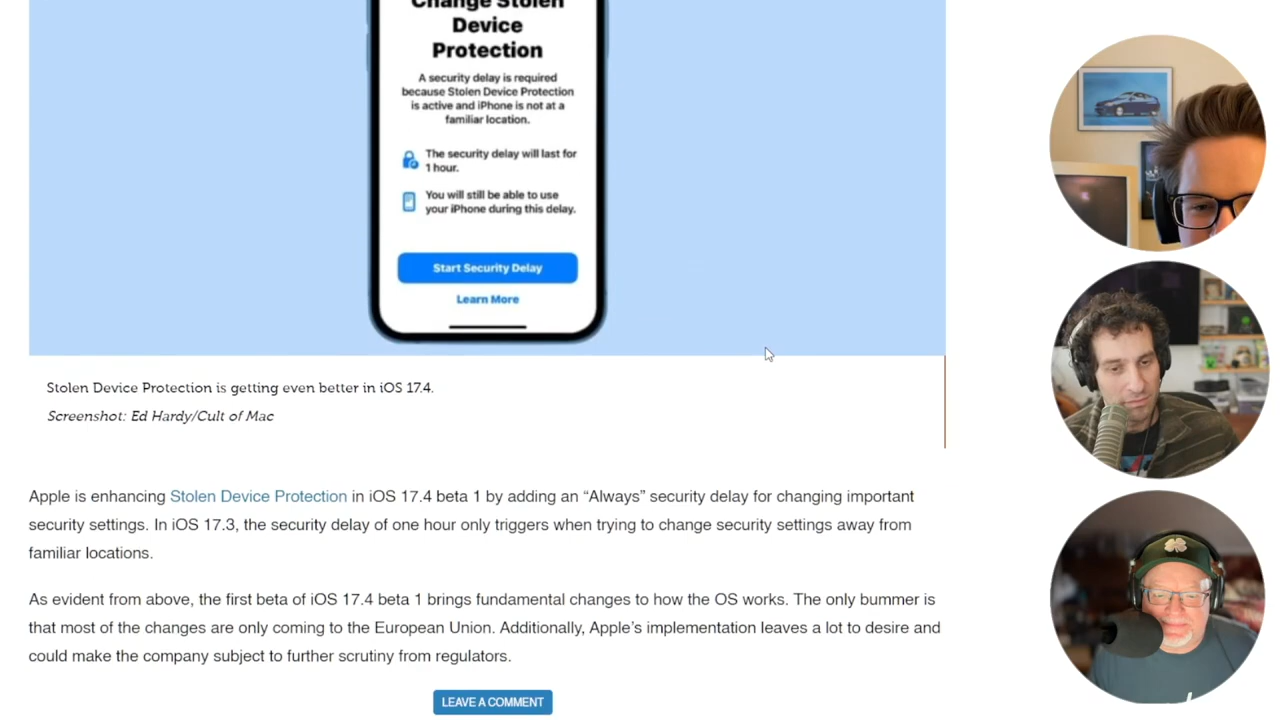 Change Stolen
Device
Protection
A security delay is required
because Stolen Device Protection
is active and iPhone is not at a
familiar location.
The security delay will last for
1 hour.
You will still be able to use
your iPhone during this delay.
Start Security Delay
Learn More
Stolen Device Protection is getting even better in iOS 17.4.
Screenshot: Ed Hardy/Cult of Mac
Apple is enhancing Stolen Device Protection in iOS 17.4 beta 1 by adding an “Always” security delay for changing important
security settings. In iOS 17.3, the security delay of one hour only triggers when trying to change security settings away from
familiar locations.
As evident from above, the first beta of iOS 17.4 beta 1 brings fundamental changes to how the OS works. The only bummer is
that most of the changes are only coming to the European Union. Additionally, Apple’s implementation leaves a lot to desire and
could make the company subject to further scrutiny from regulators.
LEAVE A COMMENT